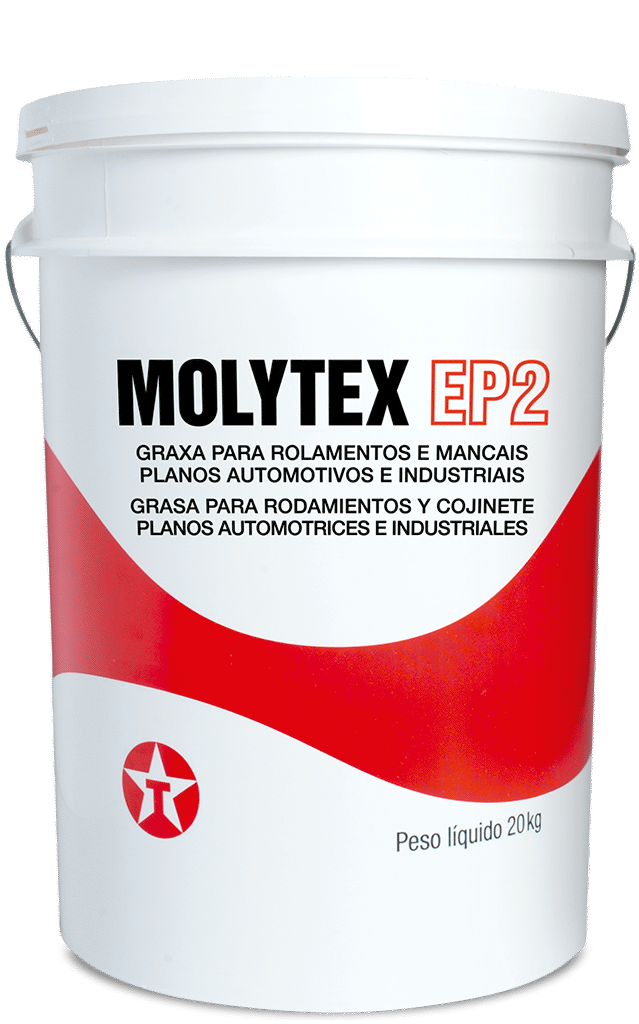 MOLYTEX EP2
GRAXA PARA ROLAMENTOS E MANCAIS
PLANOS AUTOMOTIVOS E INDUSTRIAIS
GRASA PARA RODAMIENTOS Y COJINETE
PLANOS AUTOMOTRICES E INDUSTRIALES
T
Peso líquido 20kg